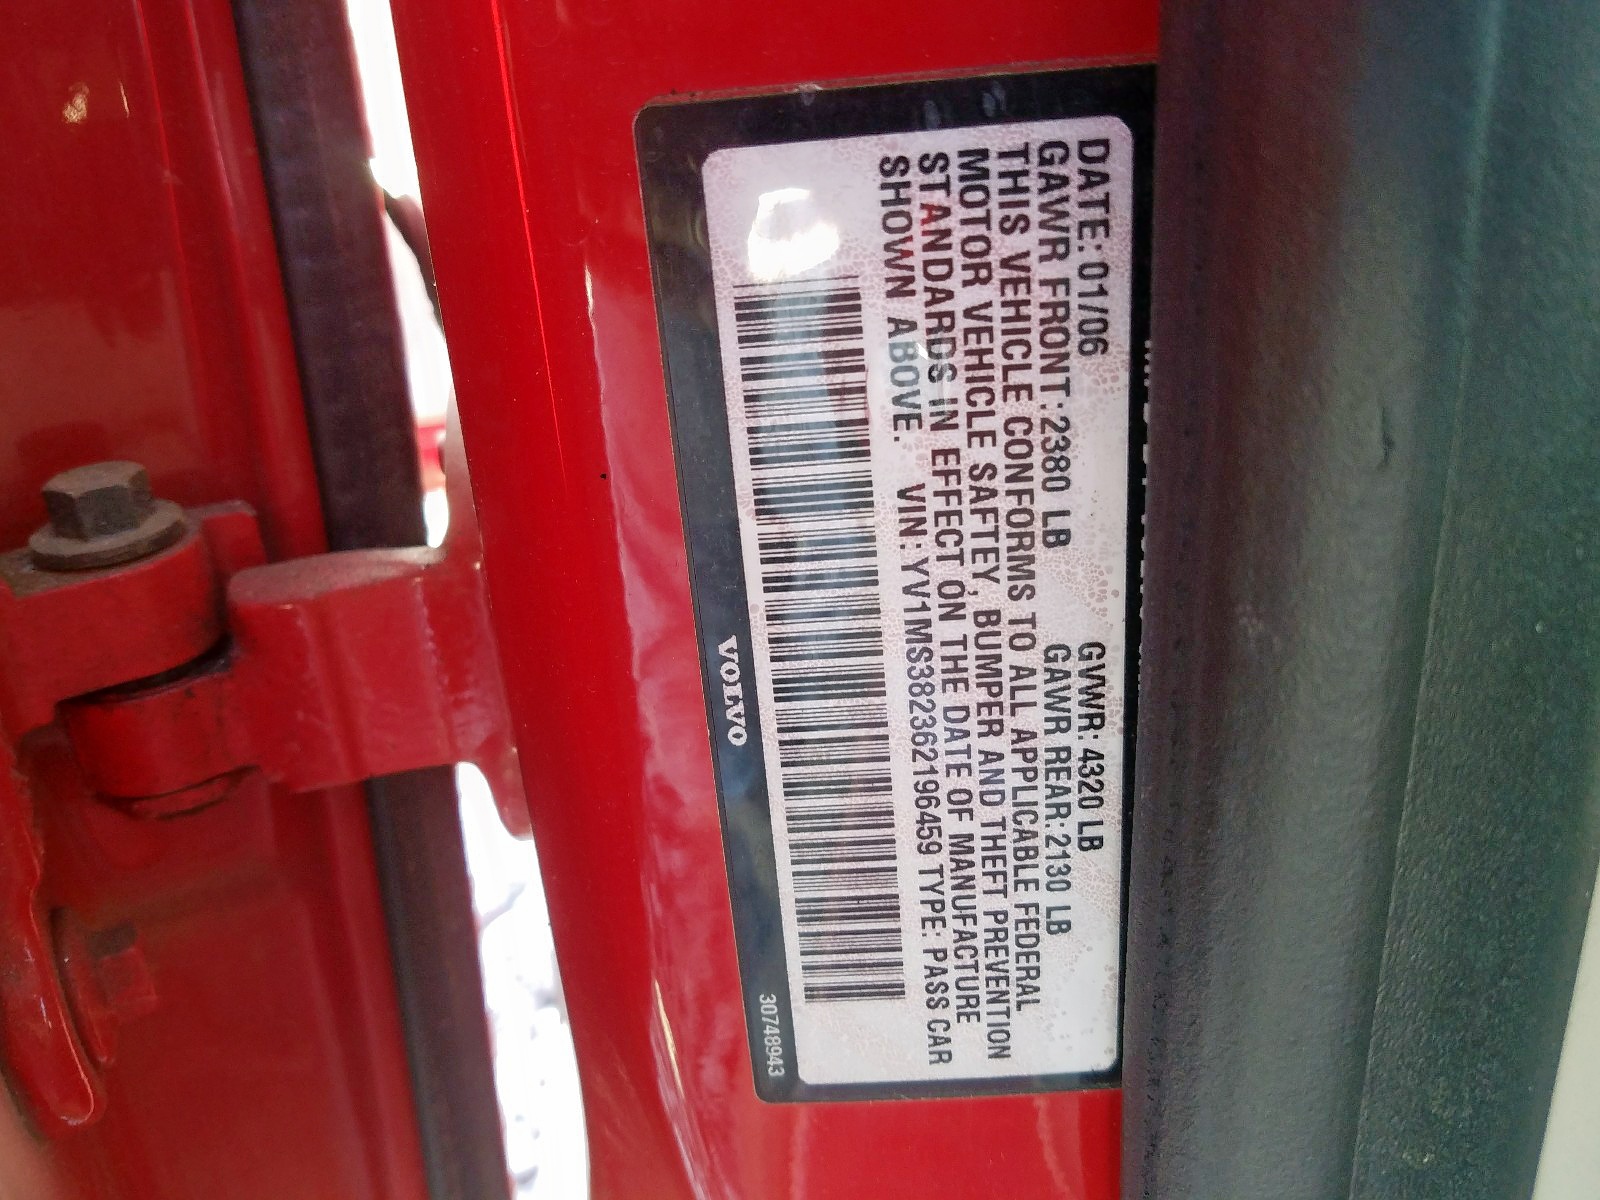 DATE: 01/06 GVWR: 4320 LB
GAWR FRONT: 2380 LB GAWR REAR: 2130 LB
THIS VEHICLE CONFORMS TO ALL APPLICABLE FEDERAL
MOTOR VEHICLE SAFTEY, BUMPER AND THEFT PREVENTION
STANDARDS IN EFFECT ON THE DATE OF MANUFACTURE
SHOWN ABOVE. VIN: YV1MS382362196459 TYPE: PASS CAR
VOLVO
30748943